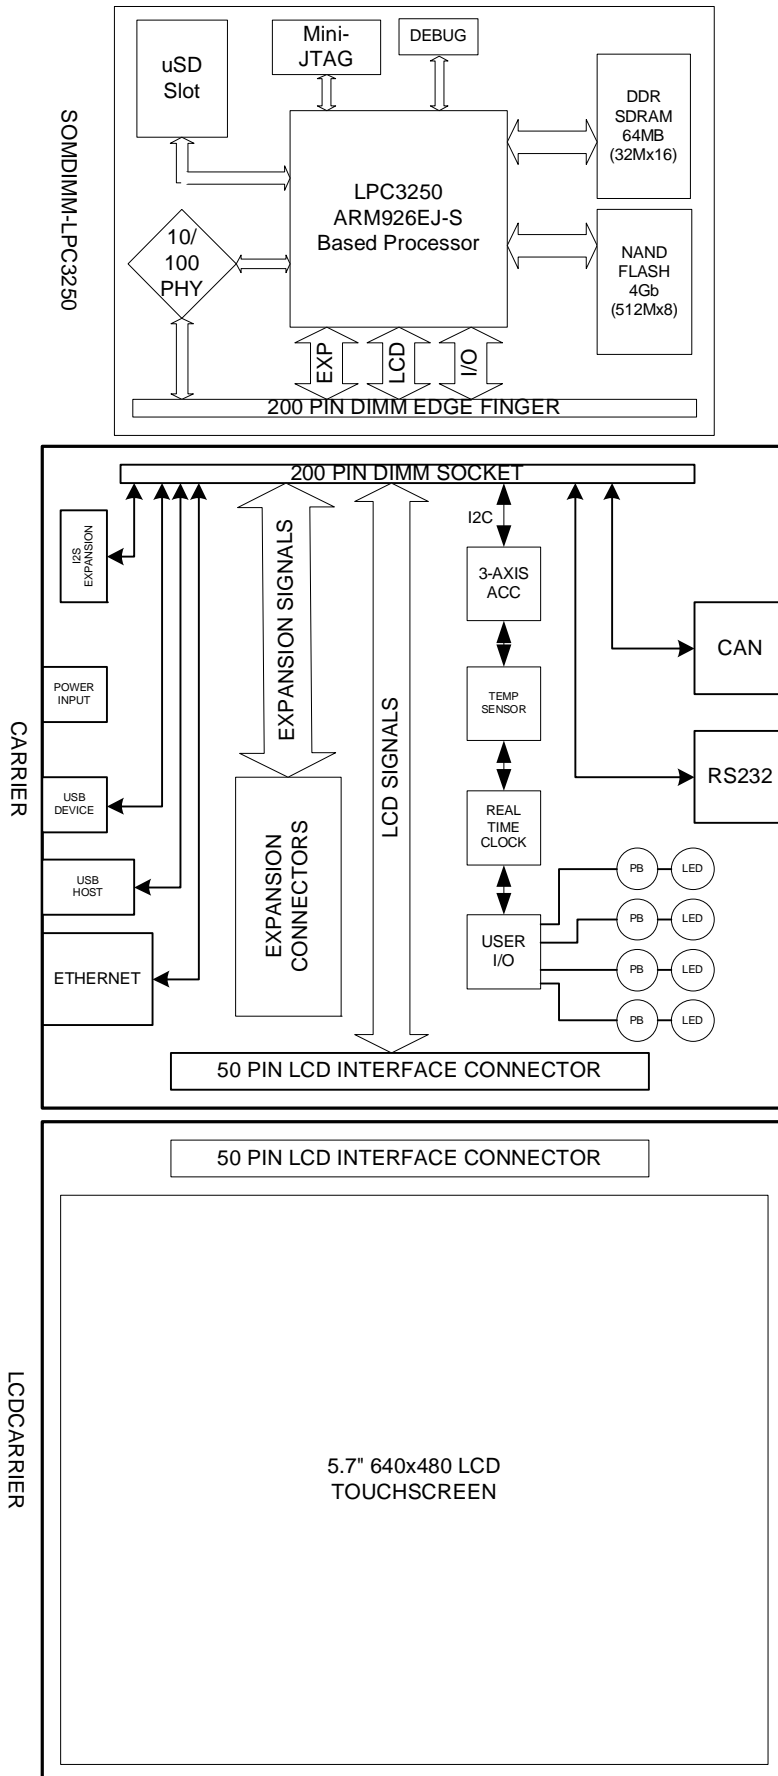 SOMDIMM-LPC3250
uSD
Slot
Mini-
JTAG
DEBUG
DDR
SDRAM
64MB
(32Mx16)
LPC3250
ARM926EJ-S
Based Processor
10/
100
PHY
NAND
FLASH
4Gb
(512Mx8)
EXP
LCD
I/O
200 PIN DIMM EDGE FINGER
CARRIER
200 PIN DIMM SOCKET
I2S
EXPANSION
POWER
INPUT
USB
DEVICE
USB
HOST
ETHERNET
EXPANSION SIGNALS
EXPANSION
CONNECTORS
LCD SIGNALS
I2C
3-AXIS
ACC
TEMP
SENSOR
REAL
TIME
CLOCK
USER
I/O
CAN
RS232
PB
LED
PB
LED
PB
LED
PB
LED
50 PIN LCD INTERFACE CONNECTOR
LCDCARRIER
50 PIN LCD INTERFACE CONNECTOR
5.7" 640x480 LCD
TOUCHSCREEN